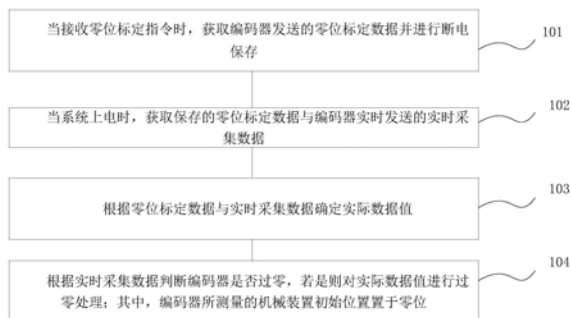 当接收零位标定指令时，获取编码器发送的零位标定数据并进行断电
保存
101
当系统上电时，获取保存的零位标定数据与编码器实时发送的实时采
集数据
102
根据零位标定数据与实时采集数据确定实际数据值
103
根据实时采集数据判断编码器是否过零，若是则对实际数据值进行过
零处理；其中，编码器所测量的机械装置初始位置置于零位
104